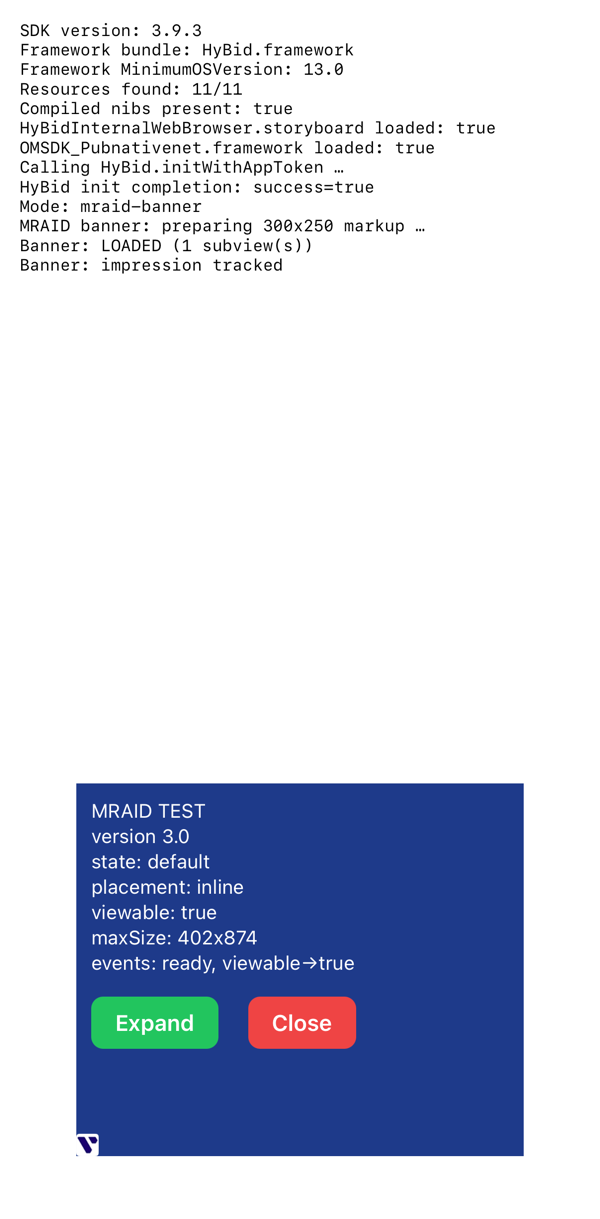 SDK version: 3.9.3
Framework bundle: HyBid.framework
Framework MinimumOSVersion: 13.0
Resources found: 11/11
Compiled nibs present: true
HyBidInternalWebBrowser.storyboard loaded: true
OMSDK_Pubnativenet.framework loaded: true
Calling HyBid.initWithAppToken …
HyBid init completion: success=true
Mode: mraid-banner
MRAID banner: preparing 300x250 markup …
Banner: LOADED (1 subview(s))
Banner: impression tracked
MRAID TEST
version 3.0
state: default
placement: inline
viewable: true
maxSize: 402x874
events: ready, viewable→true
Expand
Close